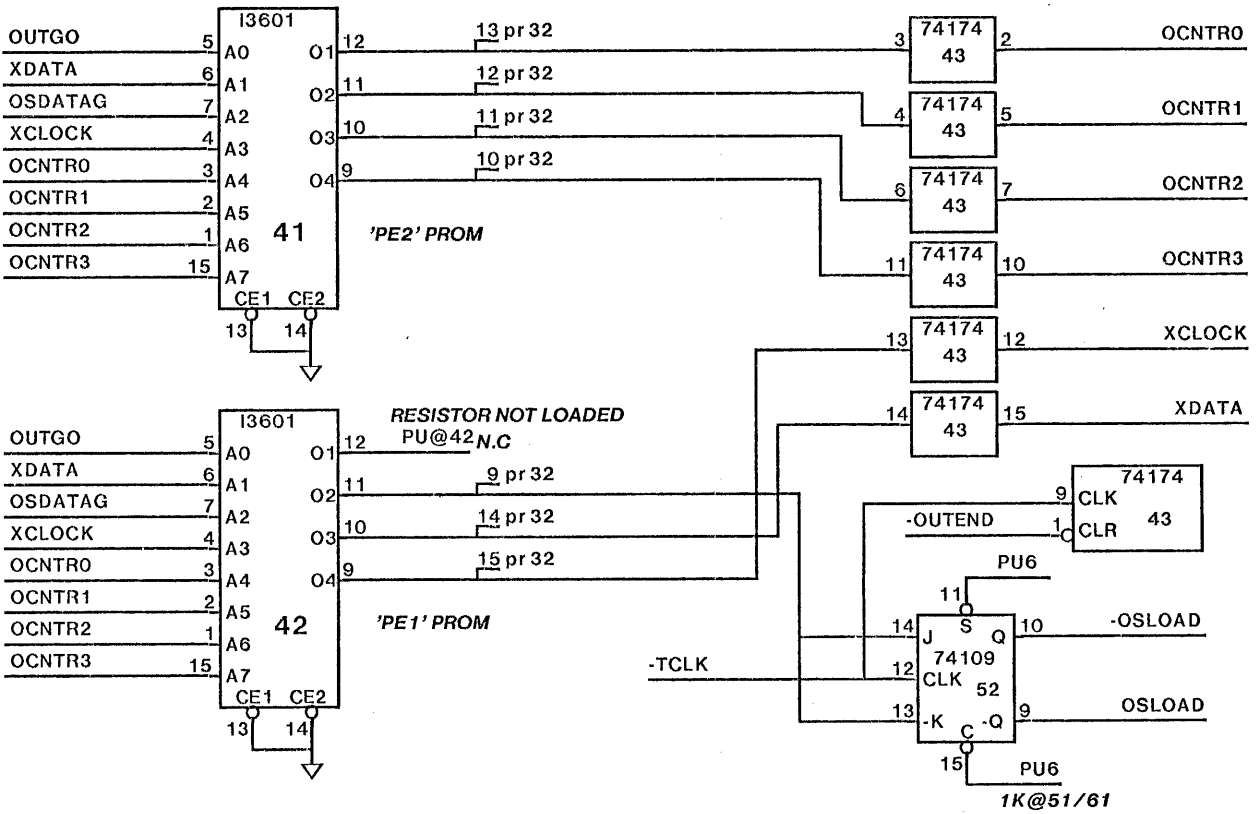 OUTGO 5 A0
XDATA 6 A1
OSDATAG 7 A2
XCLOCK 4 A3
OCNTR0 3 A4
OCNTR1 2 A5
OCNTR2 1 A6
OCNTR3 15 A7
I3601
41
CE1 CE2
13 14
O1 12 13 pr 32
O2 11 12 pr 32
O3 10 11 pr 32
O4 9 10 pr 32
'PE2' PROM
3 74174 43 2 OCNTR0
4 74174 43 5 OCNTR1
6 74174 43 7 OCNTR2
11 74174 43 10 OCNTR3
13 74174 43 12 XCLOCK
14 74174 43 15 XDATA
OUTGO 5 A0
XDATA 6 A1
OSDATAG 7 A2
XCLOCK 4 A3
OCNTR0 3 A4
OCNTR1 2 A5
OCNTR2 1 A6
OCNTR3 15 A7
I3601
42
CE1 CE2
13 14
RESISTOR NOT LOADED
O1 12 PU@42 N.C
O2 11 9 pr 32
O3 10 14 pr 32
O4 9 15 pr 32
'PE1' PROM
74174
9 CLK
43
-OUTEND 1 CLR
PU6
11 S
14 J Q 10 -OSLOAD
74109
-TCLK 12 CLK
52
13 -K -Q 9 OSLOAD
C
15 PU6
1K@51/61